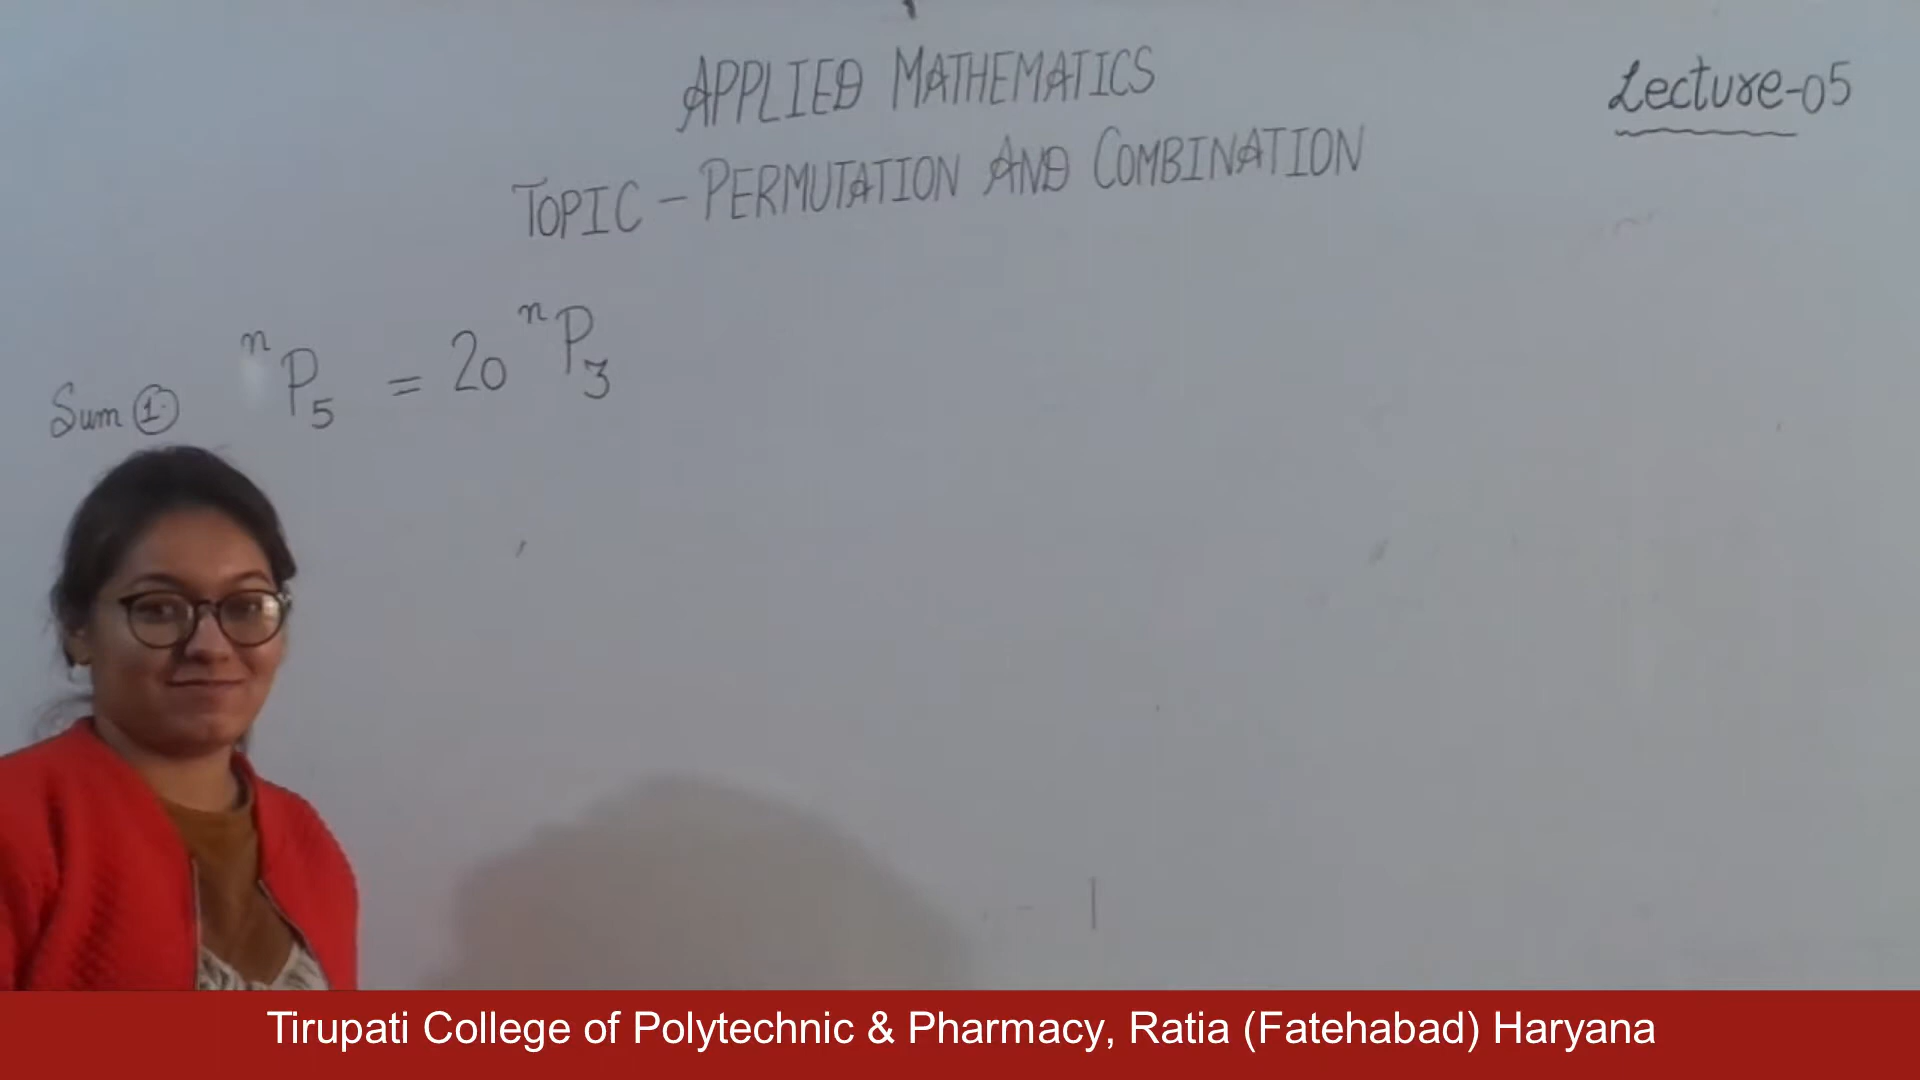 APPLIED MATHEMATICS
Lecture-05
TOPIC - PERMUTATION AND COMBINATION
Sum ① ⁿP₅ = 20 ⁿP₃
Tirupati College of Polytechnic & Pharmacy, Ratia (Fatehabad) Haryana